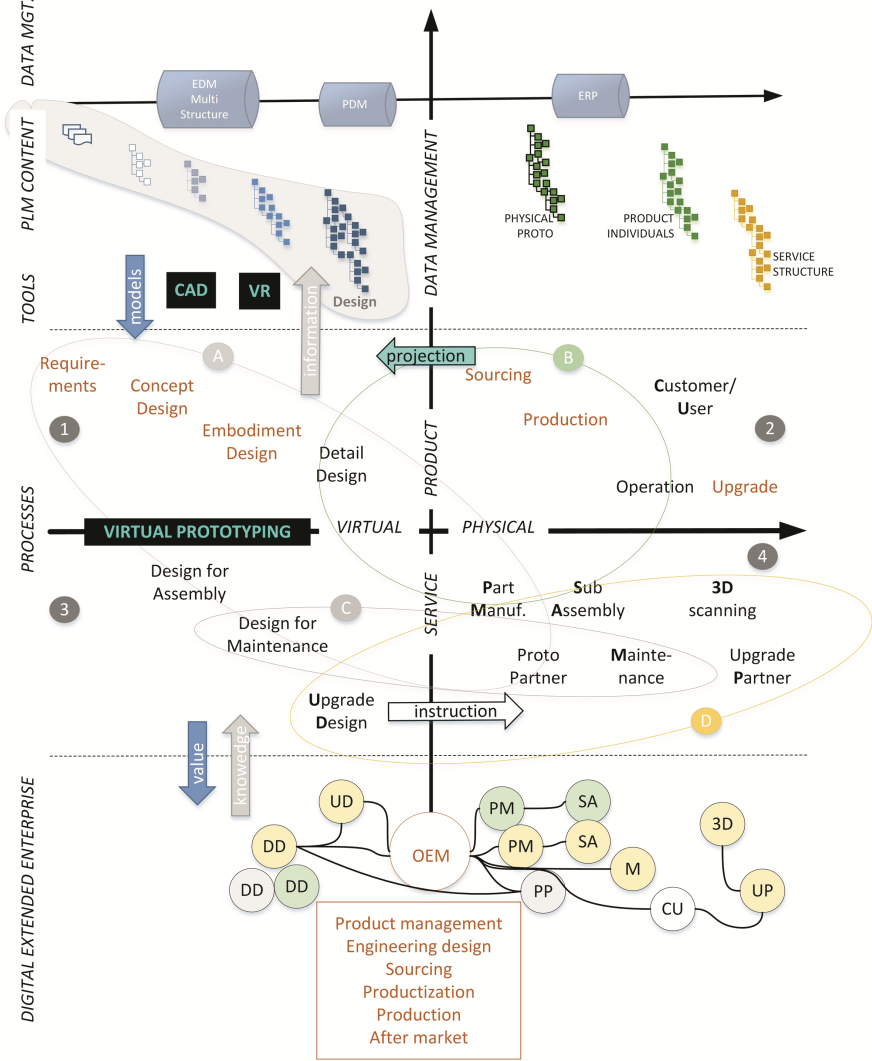 DATA MGT.
EDM
Multi
Structure
PDM
ERP
PLM CONTENT
DATA MANAGEMENT
PHYSICAL
PROTO
PRODUCT
INDIVIDUALS
SERVICE
STRUCTURE
TOOLS
models
CAD
VR
information
Design
projection
A
B
Require-
ments
Concept
Design
Embodiment
Design
Sourcing
Production
Customer/
User
1
2
Detail
Design
PRODUCT
Operation
Upgrade
PROCESSES
VIRTUAL PROTOTYPING
VIRTUAL
PHYSICAL
4
Design for
Assembly
SERVICE
Part
Manuf.
Sub
Assembly
3D
scanning
3
C
Design for
Maintenance
Proto
Partner
Mainte-
nance
Upgrade
Partner
Upgrade
Design
instruction
D
value
knowedge
DIGITAL EXTENDED ENTERPRISE
UD
PM
SA
3D
DD
OEM
PM
SA
M
DD
DD
PP
CU
UP
Product management
Engineering design
Sourcing
Productization
Production
After market